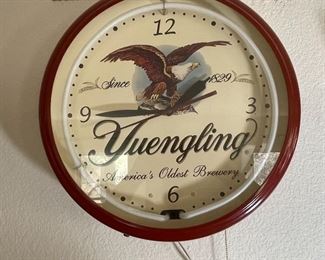 12
Since 1829
9 3
Yuengling
America's Oldest Brewery
6